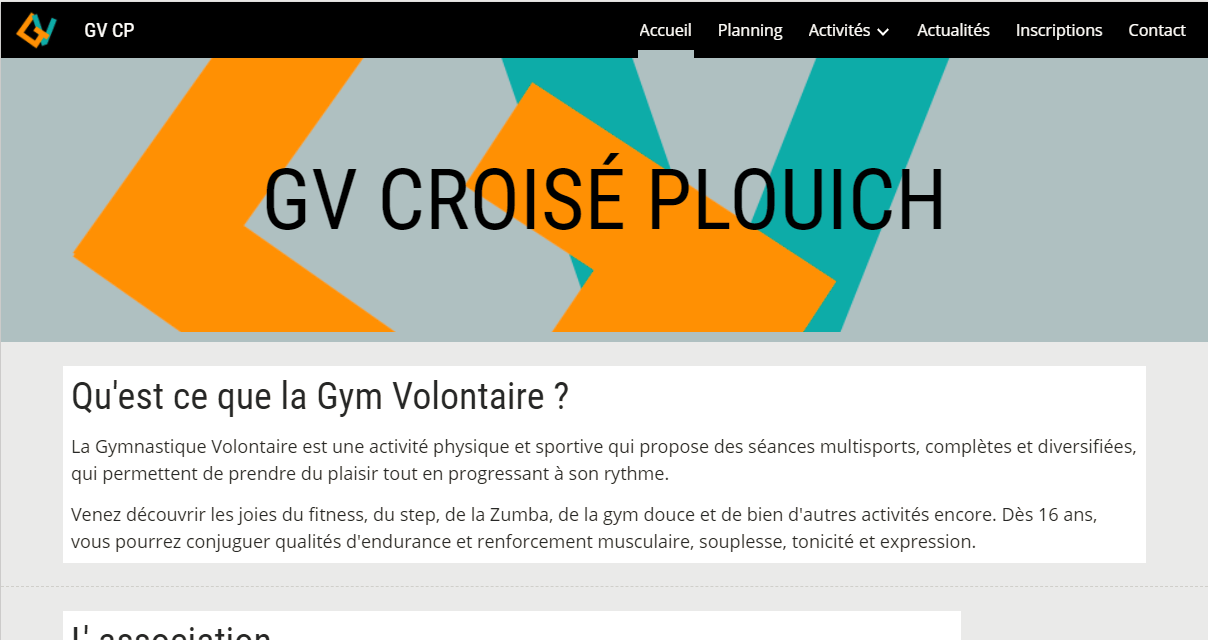 GV CP
Accueil Planning Activités Actualités Inscriptions Contact
GV CROISÉ PLOUICH
Qu'est ce que la Gym Volontaire ?
La Gymnastique Volontaire est une activité physique et sportive qui propose des séances multisports, complètes et diversifiées,
qui permettent de prendre du plaisir tout en progressant à son rythme.
Venez découvrir les joies du fitness, du step, de la Zumba, de la gym douce et de bien d'autres activités encore. Dès 16 ans,
vous pourrez conjuguer qualités d'endurance et renforcement musculaire, souplesse, tonicité et expression.
L' association